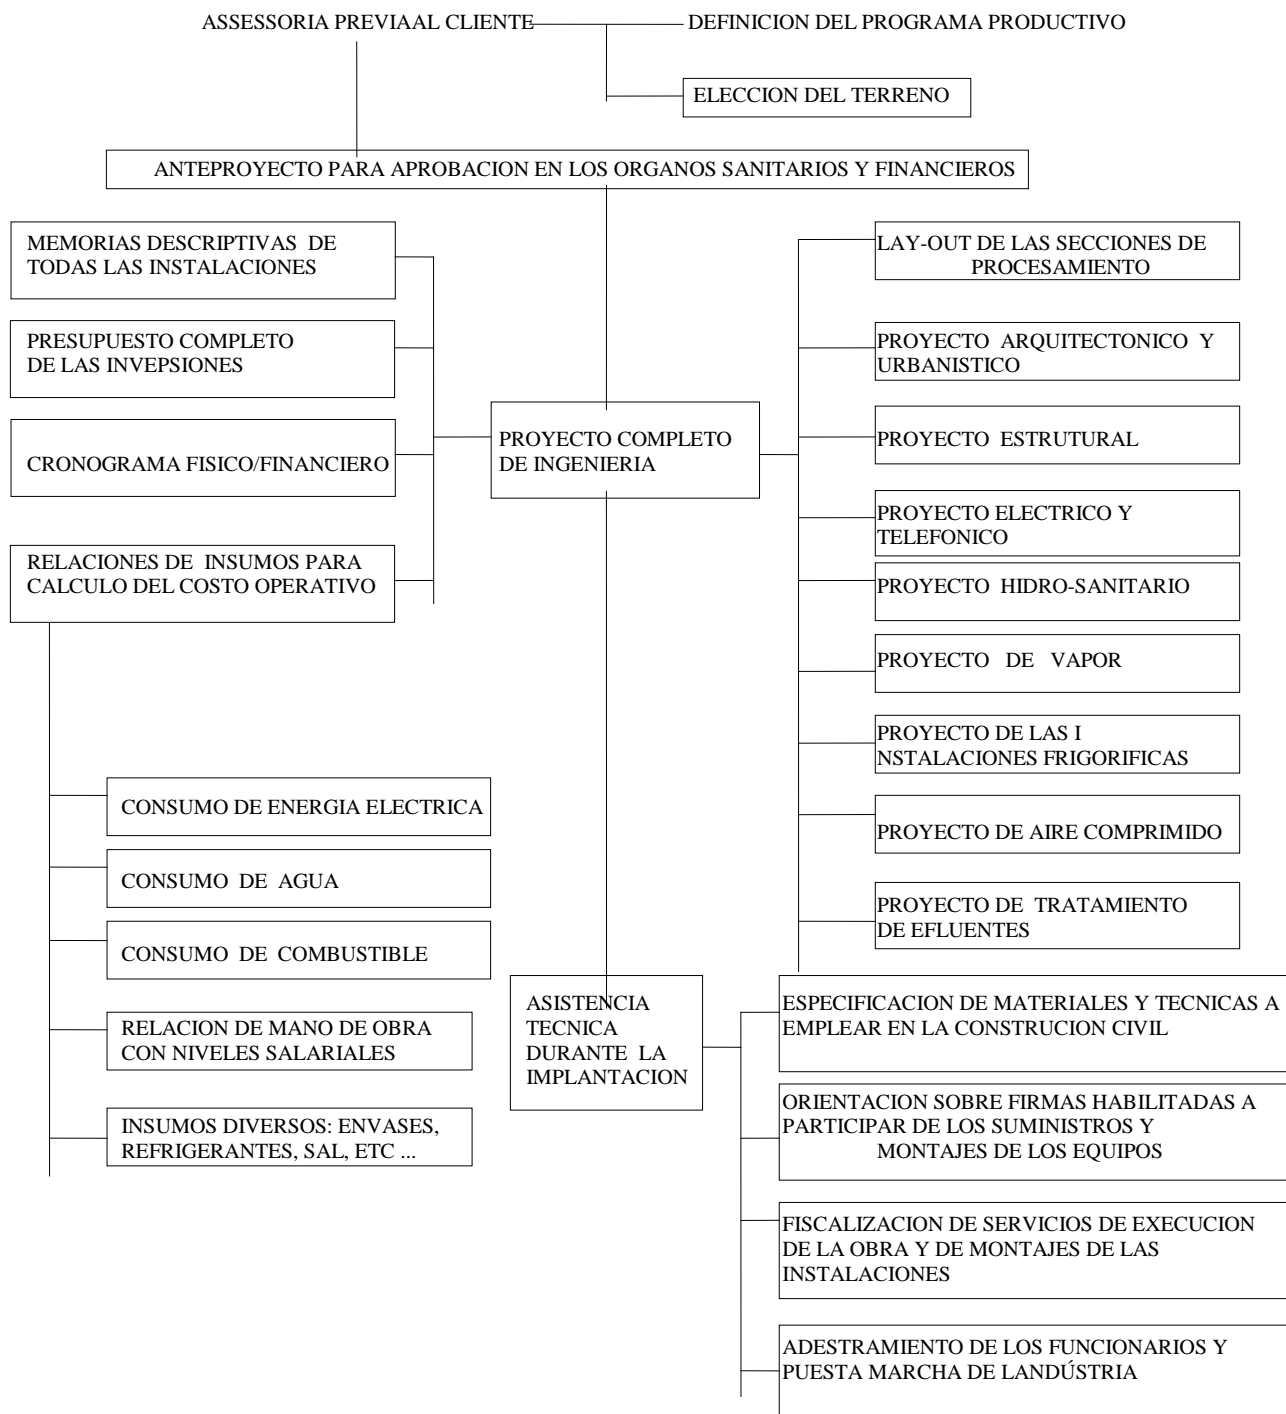 ASSESSORIA PREVIAAL CLIENTE
DEFINICION DEL PROGRAMA PRODUCTIVO
ELECCION DEL TERRENO
ANTEPROYECTO PARA APROBACION EN LOS ORGANOS SANITARIOS Y FINANCIEROS
MEMORIAS DESCRIPTIVAS DE
TODAS LAS INSTALACIONES
PRESUPUESTO COMPLETO
DE LAS INVEPSIONES
CRONOGRAMA FISICO/FINANCIERO
RELACIONES DE INSUMOS PARA
CALCULO DEL COSTO OPERATIVO
CONSUMO DE ENERGIA ELECTRICA
CONSUMO DE AGUA
CONSUMO DE COMBUSTIBLE
RELACION DE MANO DE OBRA
CON NIVELES SALARIALES
INSUMOS DIVERSOS: ENVASES,
REFRIGERANTES, SAL, ETC ...
PROYECTO COMPLETO
DE INGENIERIA
LAY-OUT DE LAS SECCIONES DE
PROCESAMIENTO
PROYECTO ARQUITECTONICO Y
URBANISTICO
PROYECTO ESTRUTURAL
PROYECTO ELECTRICO Y
TELEFONICO
PROYECTO HIDRO-SANITARIO
PROYECTO DE VAPOR
PROYECTO DE LAS I
NSTALACIONES FRIGORIFICAS
PROYECTO DE AIRE COMPRIMIDO
PROYECTO DE TRATAMIENTO
DE EFLUENTES
ASISTENCIA
TECNICA
DURANTE LA
IMPLANTACION
ESPECIFICACION DE MATERIALES Y TECNICAS A
EMPLEAR EN LA CONSTRUCION CIVIL
ORIENTACION SOBRE FIRMAS HABILITADAS A
PARTICIPAR DE LOS SUMINISTROS Y
MONTAJES DE LOS EQUIPOS
FISCALIZACION DE SERVICIOS DE EXECUCION
DE LA OBRA Y DE MONTAJES DE LAS
INSTALACIONES
ADESTRAMIENTO DE LOS FUNCIONARIOS Y
PUESTA MARCHA DE LANDÚSTRIA